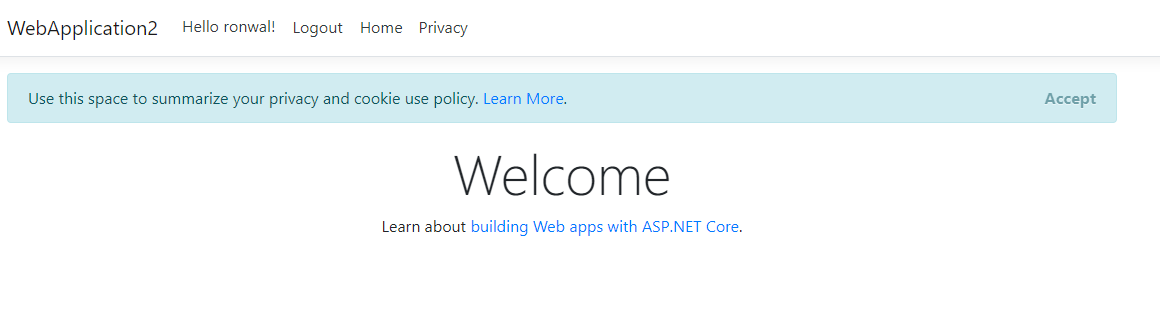 WebApplication2 Hello ronwal! Logout Home Privacy
Use this space to summarize your privacy and cookie use policy. Learn More. Accept
Welcome
Learn about building Web apps with ASP.NET Core.